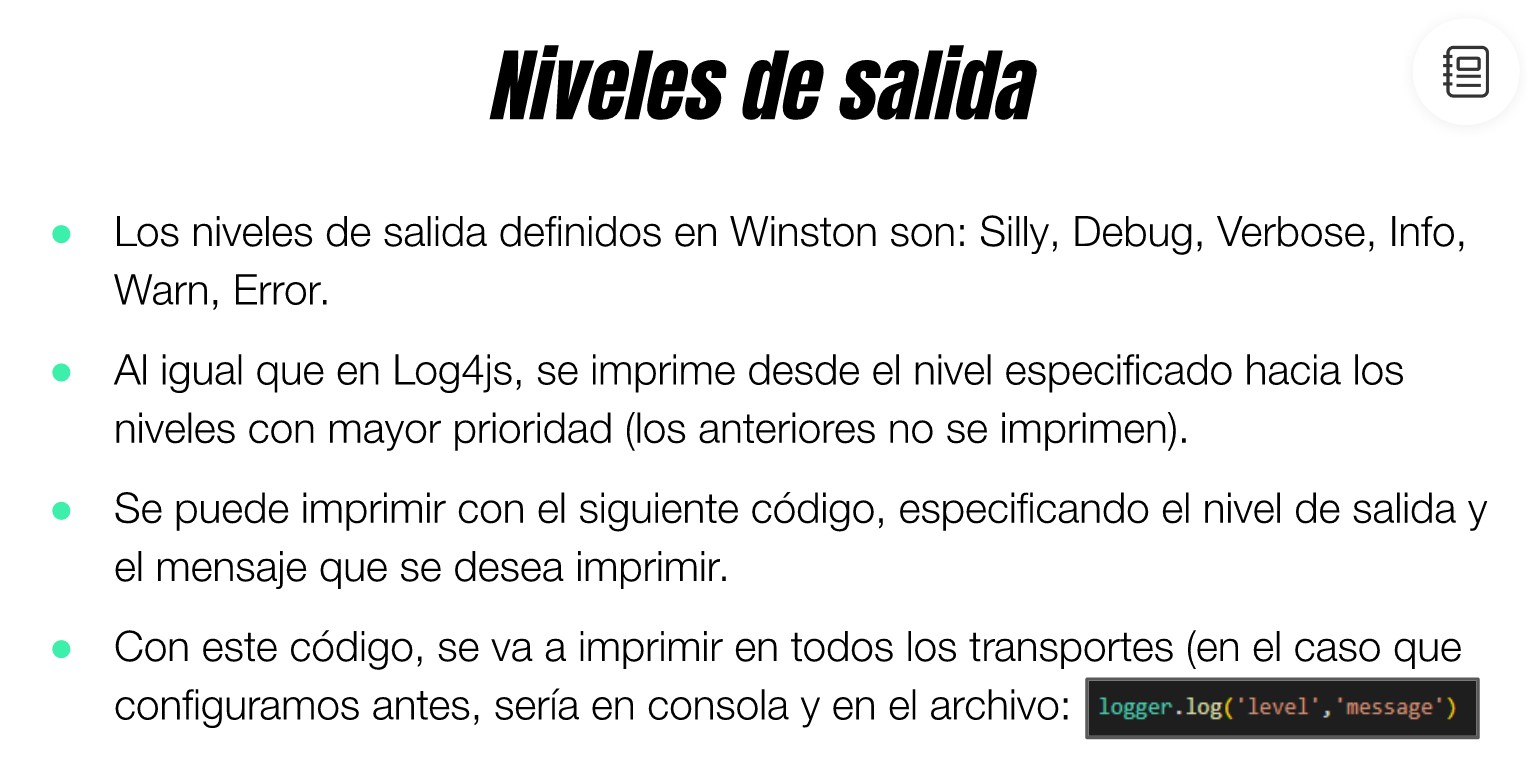 Niveles de salida
Los niveles de salida definidos en Winston son: Silly, Debug, Verbose, Info,
Warn, Error.
Al igual que en Log4js, se imprime desde el nivel especificado hacia los
niveles con mayor prioridad (los anteriores no se imprimen).
Se puede imprimir con el siguiente código, especificando el nivel de salida y
el mensaje que se desea imprimir.
Con este código, se va a imprimir en todos los transportes (en el caso que
configuramos antes, sería en consola y en el archivo: logger.log('level','message')